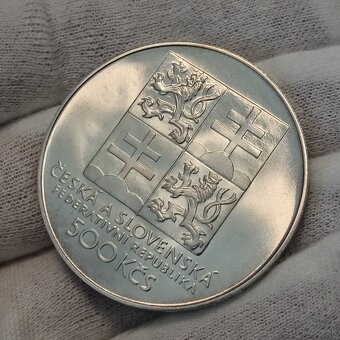 ČESKÁ A SLOVENSKÁ
FEDERATIVNÍ REPUBLIKA
500 KČS